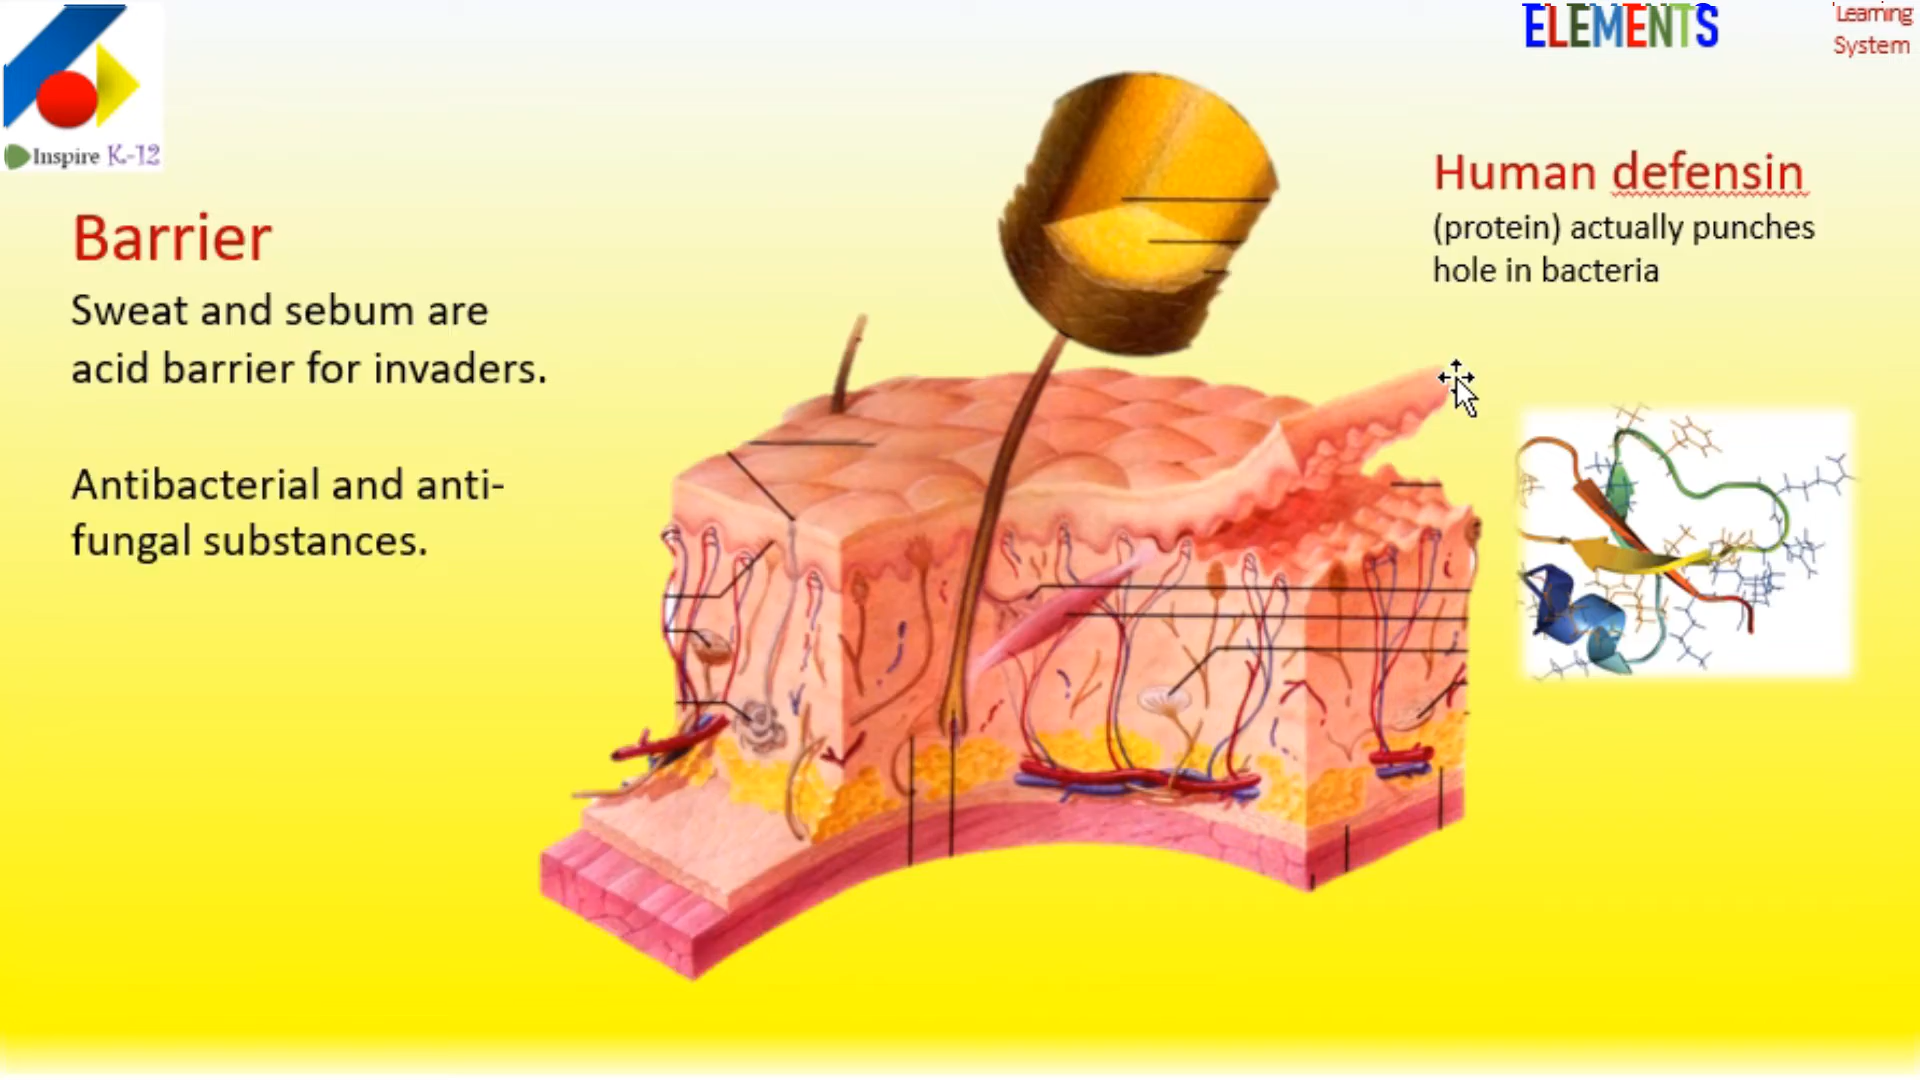 ELEMENTS
Learning
System
Inspire K-12
Barrier
Sweat and sebum are
acid barrier for invaders.
Antibacterial and anti-
fungal substances.
Human defensin
(protein) actually punches
hole in bacteria